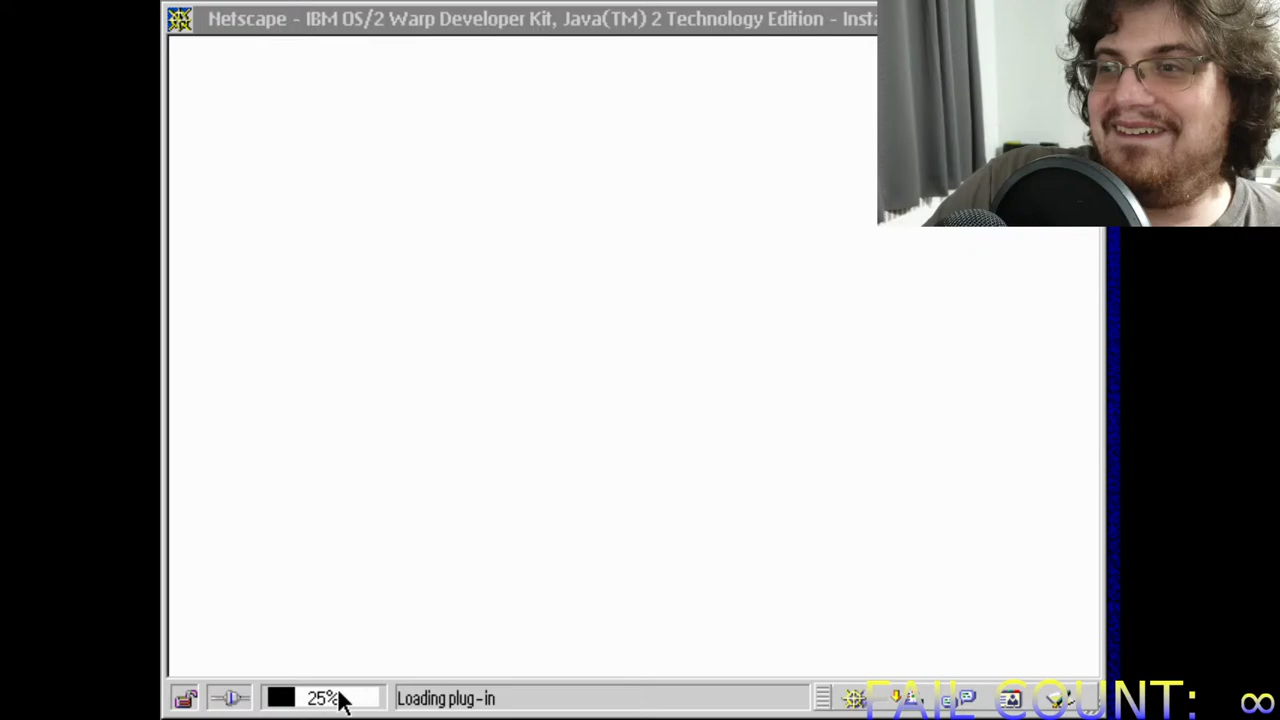 Netscape - IBM OS/2 Warp Developer Kit, Java(TM) 2 Technology Edition - Insta
25%
Loading plug-in
FAIL COUNT: ∞